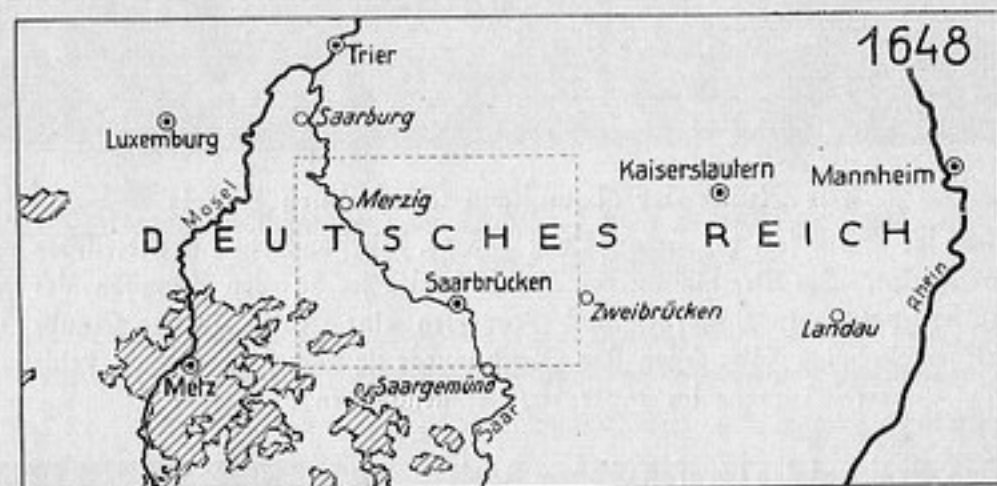 1648
Trier
Saarburg
Luxemburg
Kaiserslautern
Mannheim
Mosel
Merzig
DEUTSCHES REICH
Saarbrücken
Rhein
Zweibrücken
Landau
Metz
Saargemünd
Saar